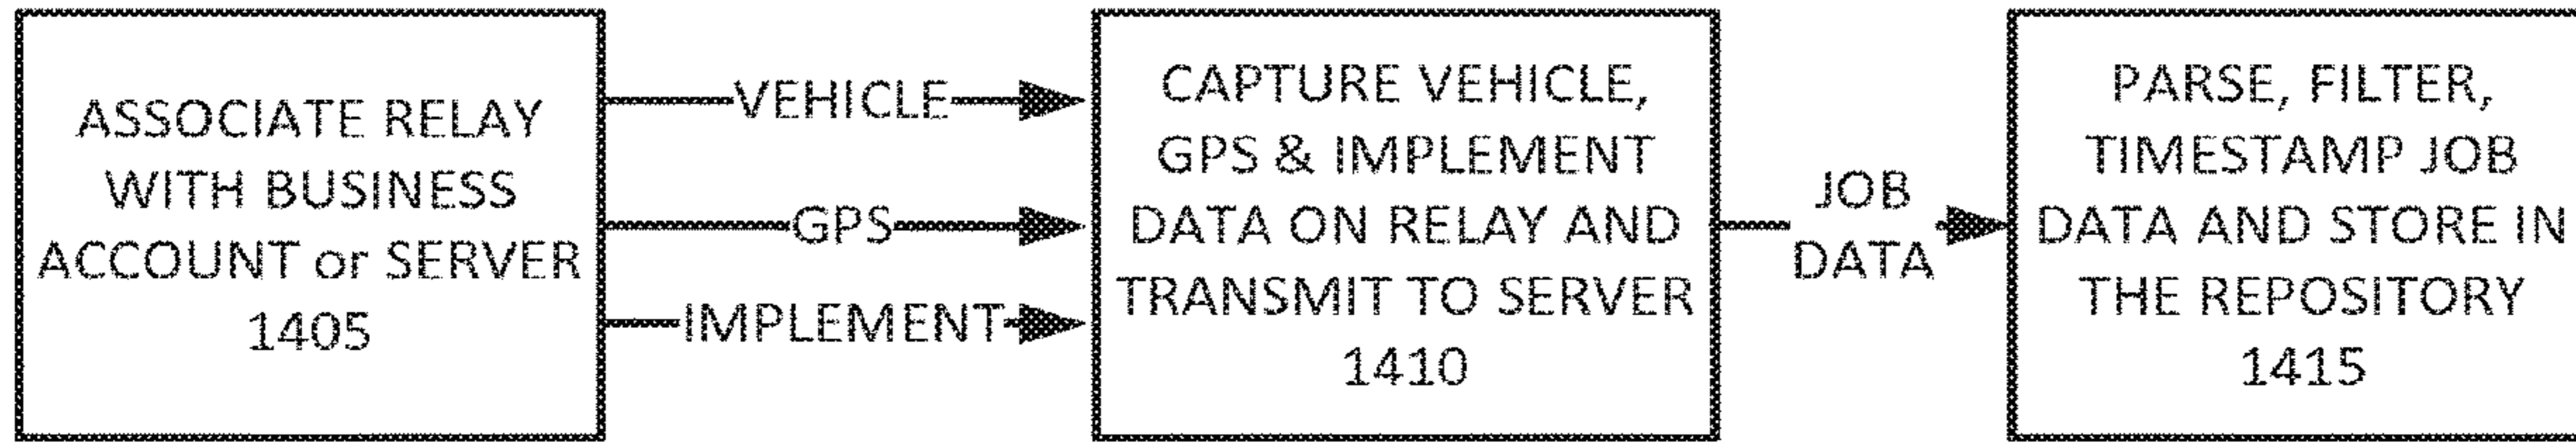 ASSOCIATE RELAY
WITH BUSINESS
ACCOUNT or SERVER
1405
VEHICLE
GPS
IMPLEMENT
CAPTURE VEHICLE,
GPS & IMPLEMENT
DATA ON RELAY AND
TRANSMIT TO SERVER
1410
JOB
DATA
PARSE, FILTER,
TIMESTAMP JOB
DATA AND STORE IN
THE REPOSITORY
1415